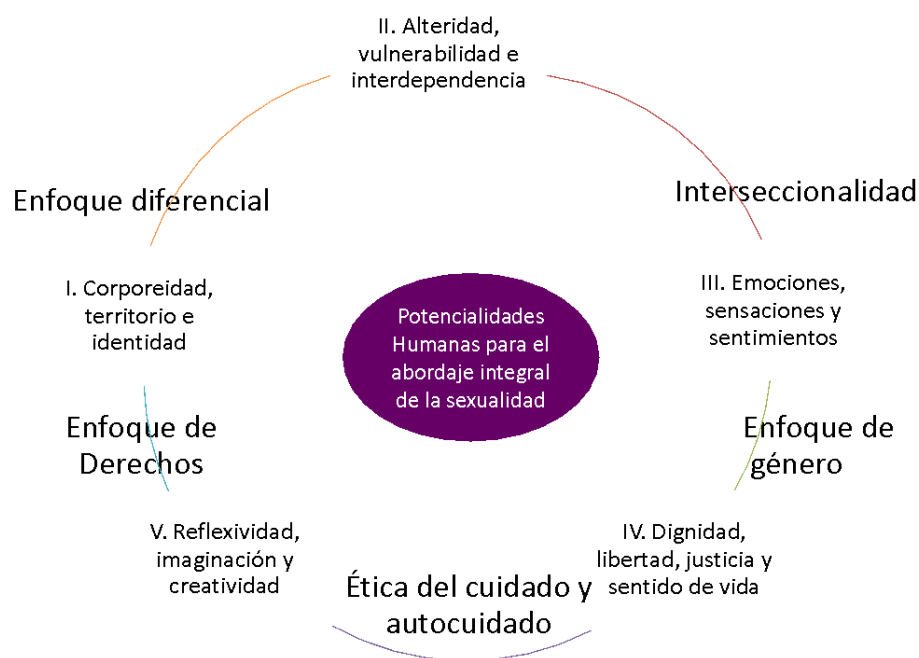 II. Alteridad,
vulnerabilidad e
interdependencia
Enfoque diferencial
Interseccionalidad
I. Corporeidad,
territorio e
identidad
Potencialidades
Humanas para el
abordaje integral
de la sexualidad
III. Emociones,
sensaciones y
sentimientos
Enfoque de
Derechos
Enfoque de
género
V. Reflexividad,
imaginación y
creatividad
IV. Dignidad,
libertad, justicia y
sentido de vida
Ética del cuidado y
autocuidado